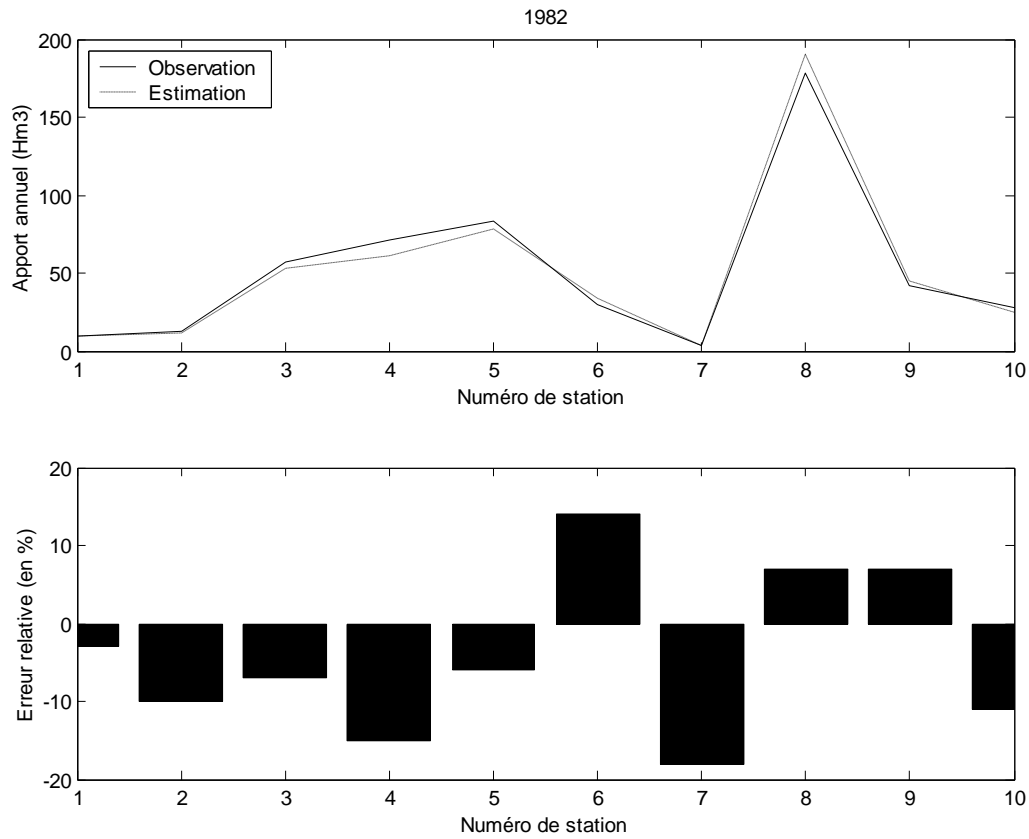 1982
200
150
100
50
0
Apport annuel (Hm3)
Observation
Estimation
1 2 3 4 5 6 7 8 9 10
Numéro de station
20
10
0
-10
-20
Erreur relative (en %)
1 2 3 4 5 6 7 8 9 10
Numéro de station